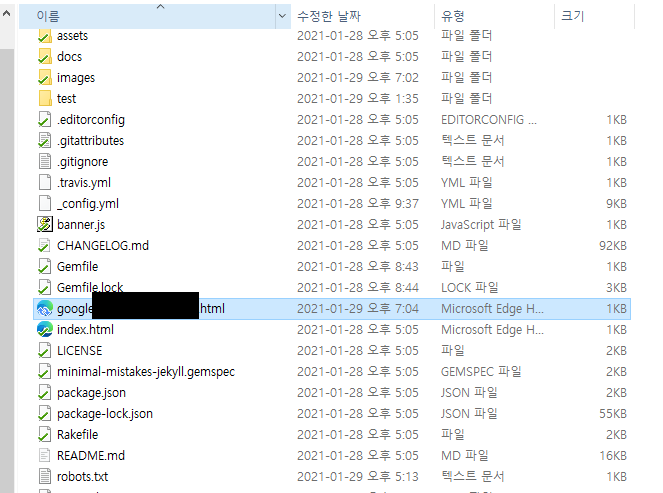 이름 수정한 날짜 유형 크기
assets 2021-01-28 오후 5:05 파일 폴더
docs 2021-01-28 오후 5:05 파일 폴더
images 2021-01-29 오후 7:02 파일 폴더
test 2021-01-29 오후 1:35 파일 폴더
.editorconfig 2021-01-28 오후 5:05 EDITORCONFIG ... 1KB
.gitattributes 2021-01-28 오후 5:05 텍스트 문서 1KB
.gitignore 2021-01-28 오후 5:05 텍스트 문서 1KB
.travis.yml 2021-01-28 오후 5:05 YML 파일 1KB
_config.yml 2021-01-28 오후 9:37 YML 파일 9KB
banner.js 2021-01-28 오후 5:05 JavaScript 파일 1KB
CHANGELOG.md 2021-01-28 오후 5:05 MD 파일 92KB
Gemfile 2021-01-28 오후 8:43 파일 1KB
Gemfile.lock 2021-01-28 오후 8:44 LOCK 파일 3KB
google .html 2021-01-29 오후 7:04 Microsoft Edge H... 1KB
index.html 2021-01-28 오후 5:05 Microsoft Edge H... 1KB
LICENSE 2021-01-28 오후 5:05 파일 2KB
minimal-mistakes-jekyll.gemspec 2021-01-28 오후 5:05 GEMSPEC 파일 2KB
package.json 2021-01-28 오후 5:05 JSON 파일 2KB
package-lock.json 2021-01-28 오후 5:05 JSON 파일 55KB
Rakefile 2021-01-28 오후 5:05 파일 2KB
README.md 2021-01-28 오후 5:05 MD 파일 16KB
robots.txt 2021-01-29 오후 5:13 텍스트 문서 1KB